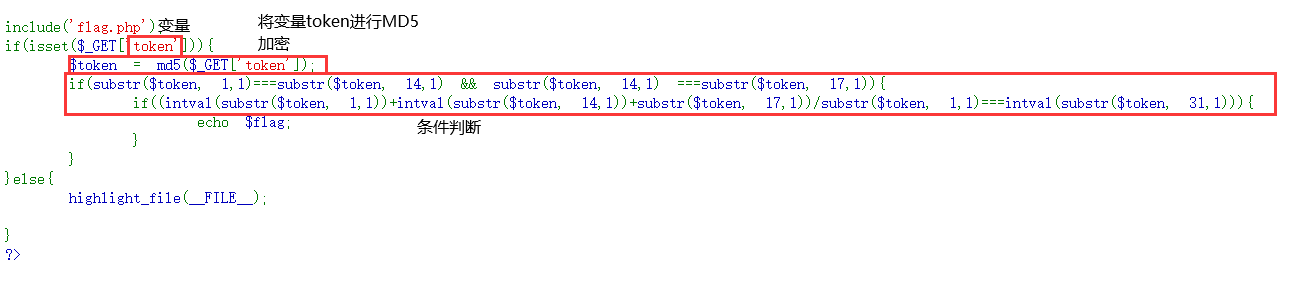 include('flag.php')变量 将变量token进行MD5
if(isset($_GET['token'])){ 加密
$token = md5($_GET['token']);
if(substr($token, 1,1)===substr($token, 14,1) && substr($token, 14,1) ===substr($token, 17,1)){
if((intval(substr($token, 1,1))+intval(substr($token, 14,1))+substr($token, 17,1))/substr($token, 1,1)===intval(substr($token, 31,1))){
echo $flag; 条件判断
}
}
}else{
highlight_file(__FILE__);
}
?>